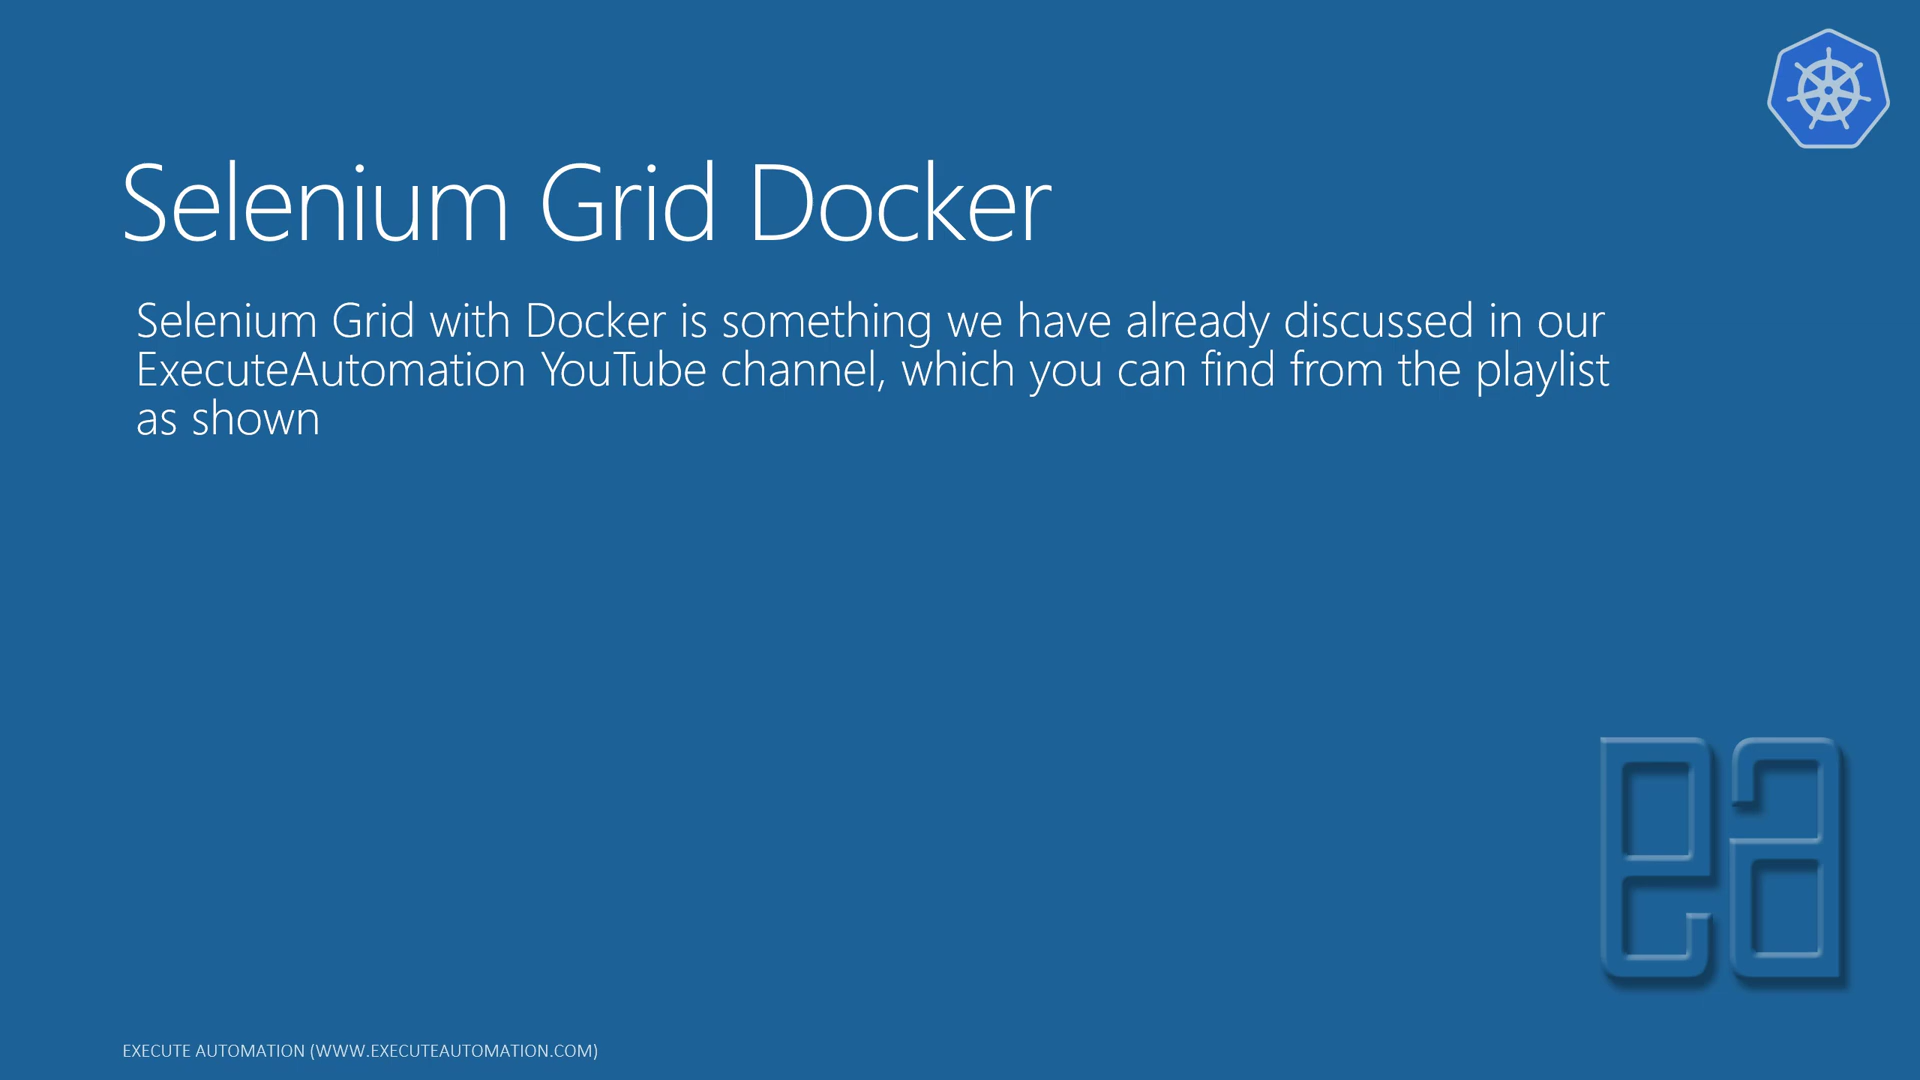 Selenium Grid Docker
Selenium Grid with Docker is something we have already discussed in our
ExecuteAutomation YouTube channel, which you can find from the playlist
as shown
ea
EXECUTE AUTOMATION (WWW.EXECUTEAUTOMATION.COM)